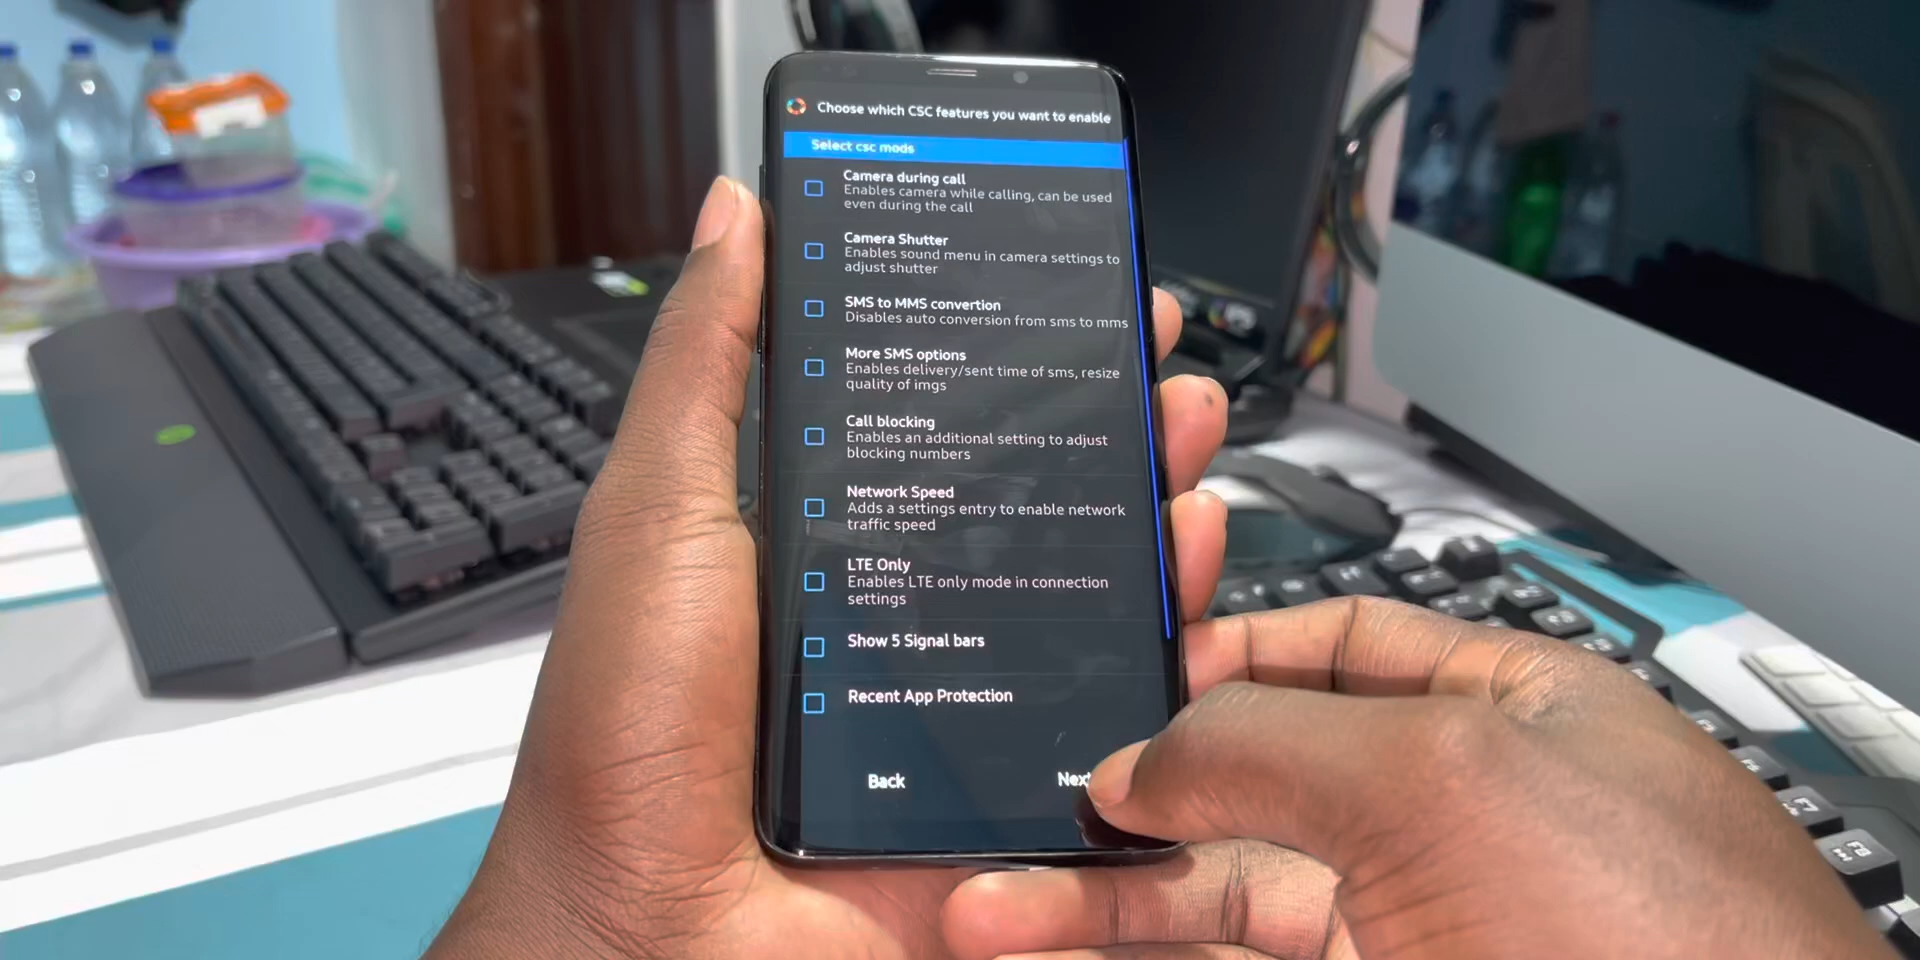 Choose which CSC features you want to enable
Select csc mods
Camera during call
Enables camera while calling, can be used
even during the call
Camera Shutter
Enables sound menu in camera settings to
adjust shutter
SMS to MMS convertion
Disables auto conversion from sms to mms
More SMS options
Enables delivery/sent time of sms, resize
quality of imgs
Call blocking
Enables an additional setting to adjust
blocking numbers
Network Speed
Adds a settings entry to enable network
traffic speed
LTE Only
Enables LTE only mode in connection
settings
Show 5 Signal bars
Recent App Protection
Back
Next
F7
F8